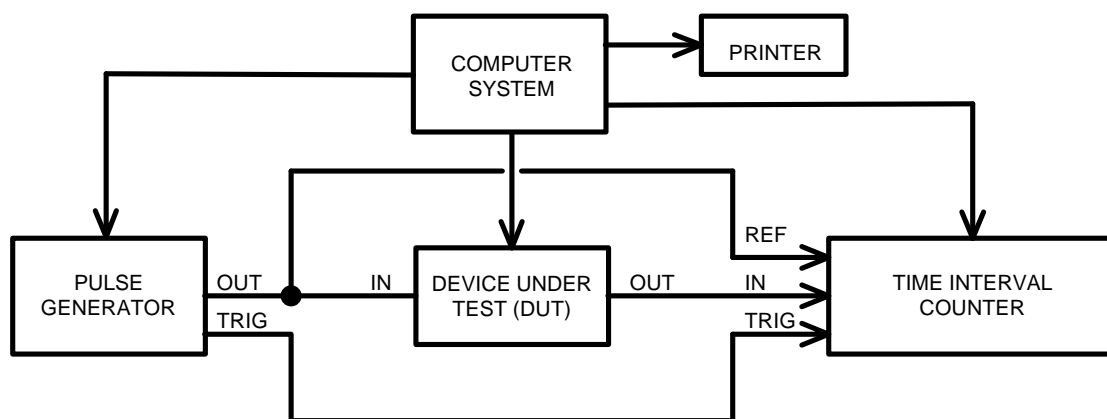 COMPUTER
SYSTEM
PRINTER
REF
PULSE
GENERATOR
OUT
IN
DEVICE UNDER
TEST (DUT)
OUT
IN
TIME INTERVAL
COUNTER
TRIG
TRIG